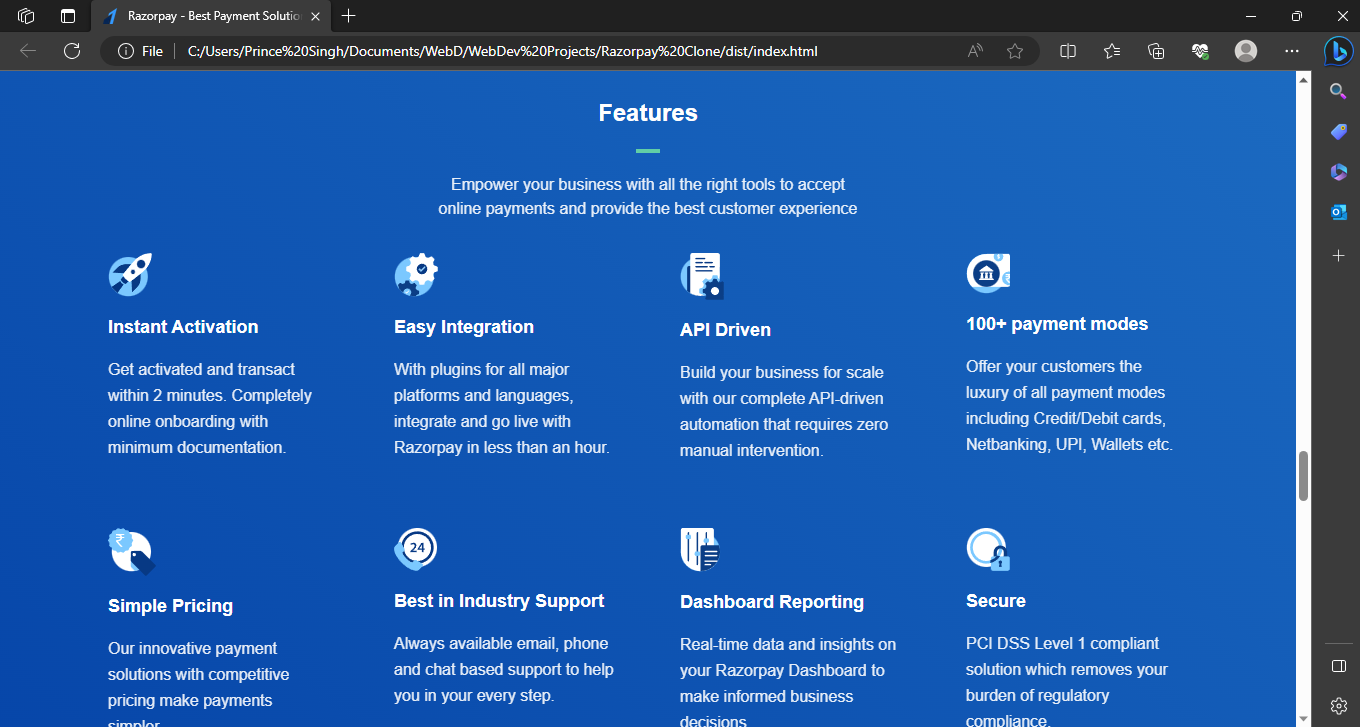 Razorpay - Best Payment Solutio
File
C:/Users/Prince%20Singh/Documents/WebD/WebDev%20Projects/Razorpay%20Clone/dist/index.html
Features
Empower your business with all the right tools to accept
online payments and provide the best customer experience
Instant Activation
Get activated and transact
within 2 minutes. Completely
online onboarding with
minimum documentation.
Easy Integration
With plugins for all major
platforms and languages,
integrate and go live with
Razorpay in less than an hour.
API Driven
Build your business for scale
with our complete API-driven
automation that requires zero
manual intervention.
100+ payment modes
Offer your customers the
luxury of all payment modes
including Credit/Debit cards,
Netbanking, UPI, Wallets etc.
₹
Simple Pricing
Our innovative payment
solutions with competitive
pricing make payments
simpler
24
Best in Industry Support
Always available email, phone
and chat based support to help
you in your every step.
Dashboard Reporting
Real-time data and insights on
your Razorpay Dashboard to
make informed business
decisions
Secure
PCI DSS Level 1 compliant
solution which removes your
burden of regulatory
compliance.